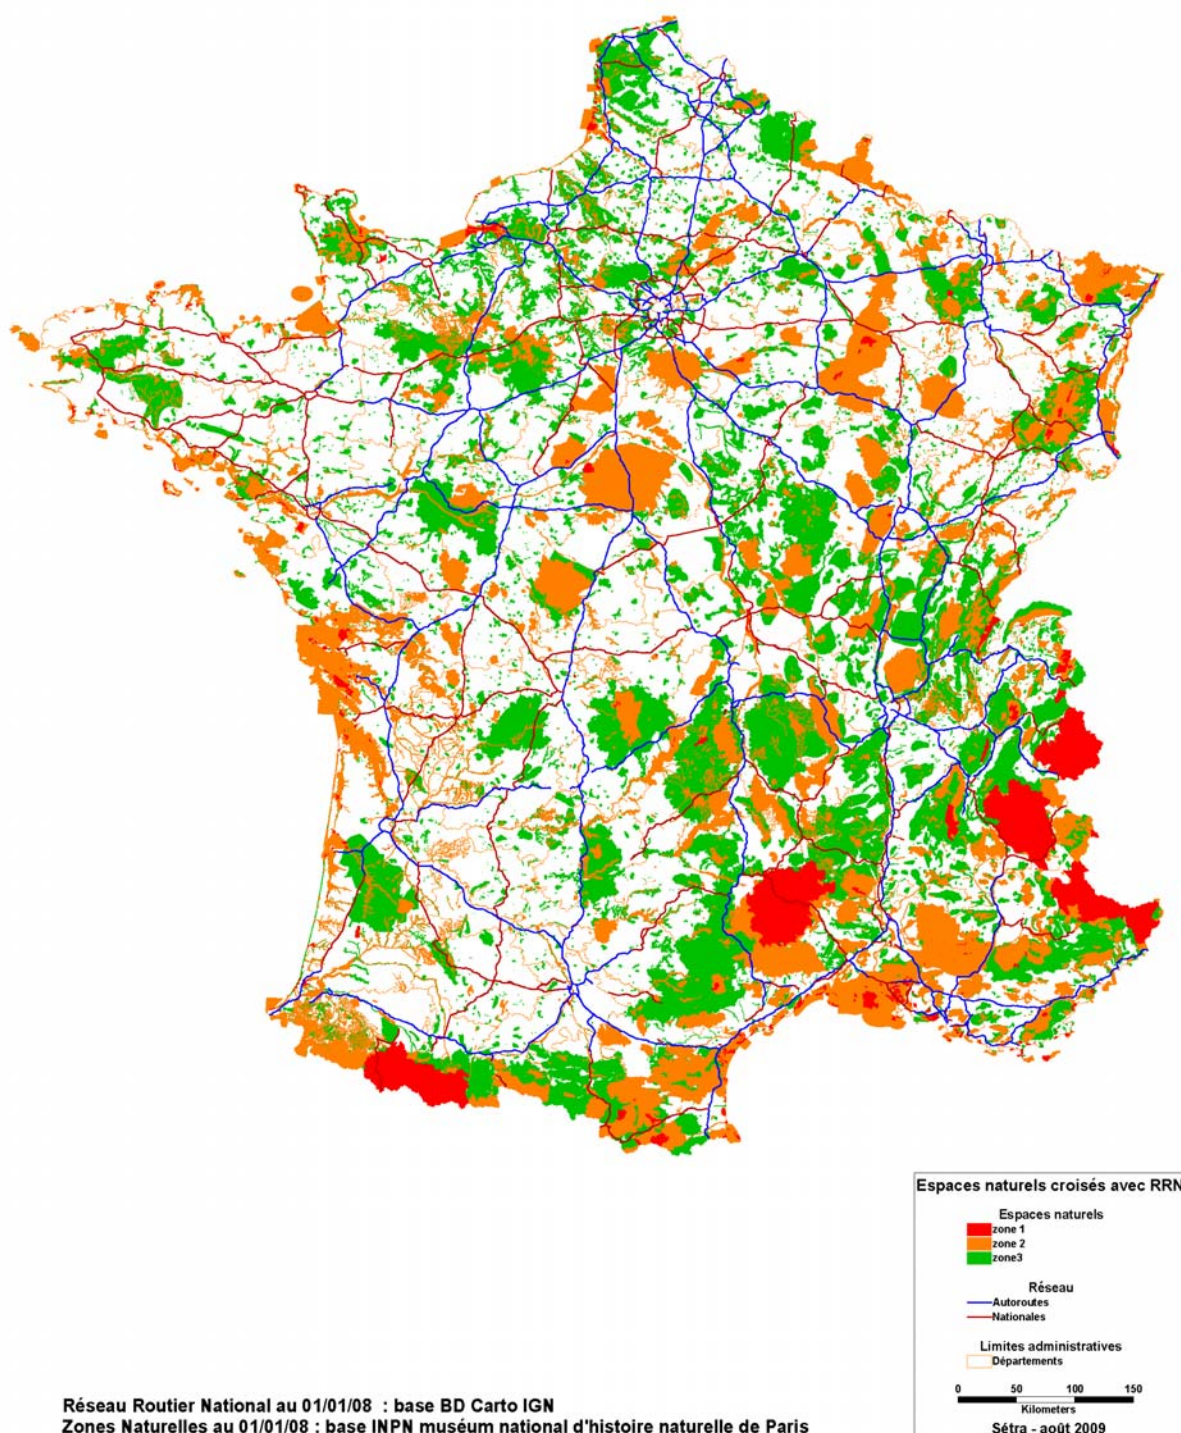 Espaces naturels croisés avec RRN
Espaces naturels
zone 1
zone 2
zone3
Réseau
Autoroutes
Nationales
Limites administratives
Départements
0 50 100 150
Kilometers
Sétra - août 2009
Réseau Routier National au 01/01/08 : base BD Carto IGN
Zones Naturelles au 01/01/08 : base INPN muséum national d'histoire naturelle de Paris